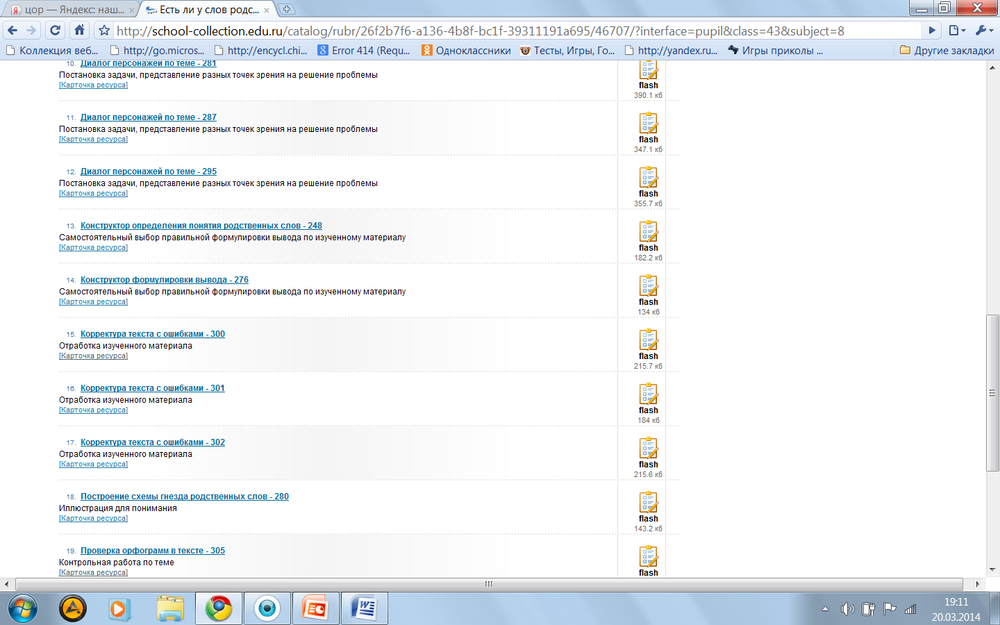 цор — Яндекс: наш...
Есть ли у слов родс...
http://school-collection.edu.ru/catalog/rubr/26f2b7f6-a136-4b8f-bc1f-39311191a695/46707/?interface=pupil&class=43&subject=8
Коллекция веб...
http://go.micros...
http://encycl.chi...
Error 414 (Requ...
Одноклассники
Тесты, Игры, Го...
http://yandex.ru...
Игры приколы ...
Другие закладки
10. Диалог персонажей по теме - 281
Постановка задачи, представление разных точек зрения на решение проблемы
[Карточка ресурса]
flash
390.1 кб
11. Диалог персонажей по теме - 287
Постановка задачи, представление разных точек зрения на решение проблемы
[Карточка ресурса]
flash
347.1 кб
12. Диалог персонажей по теме - 295
Постановка задачи, представление разных точек зрения на решение проблемы
[Карточка ресурса]
flash
355.7 кб
13. Конструктор определения понятия родственных слов - 248
Самостоятельный выбор правильной формулировки вывода по изученному материалу
[Карточка ресурса]
flash
182.2 кб
14. Конструктор формулировки вывода - 276
Самостоятельный выбор правильной формулировки вывода по изученному материалу
[Карточка ресурса]
flash
134 кб
15. Корректура текста с ошибками - 300
Отработка изученного материала
[Карточка ресурса]
flash
215.7 кб
16. Корректура текста с ошибками - 301
Отработка изученного материала
[Карточка ресурса]
flash
184 кб
17. Корректура текста с ошибками - 302
Отработка изученного материала
[Карточка ресурса]
flash
215.6 кб
18. Построение схемы гнезда родственных слов - 280
Иллюстрация для понимания
[Карточка ресурса]
flash
143.2 кб
19. Проверка орфограмм в тексте - 305
Контрольная работа по теме
[Карточка ресурса]
flash
19:11
20.03.2014